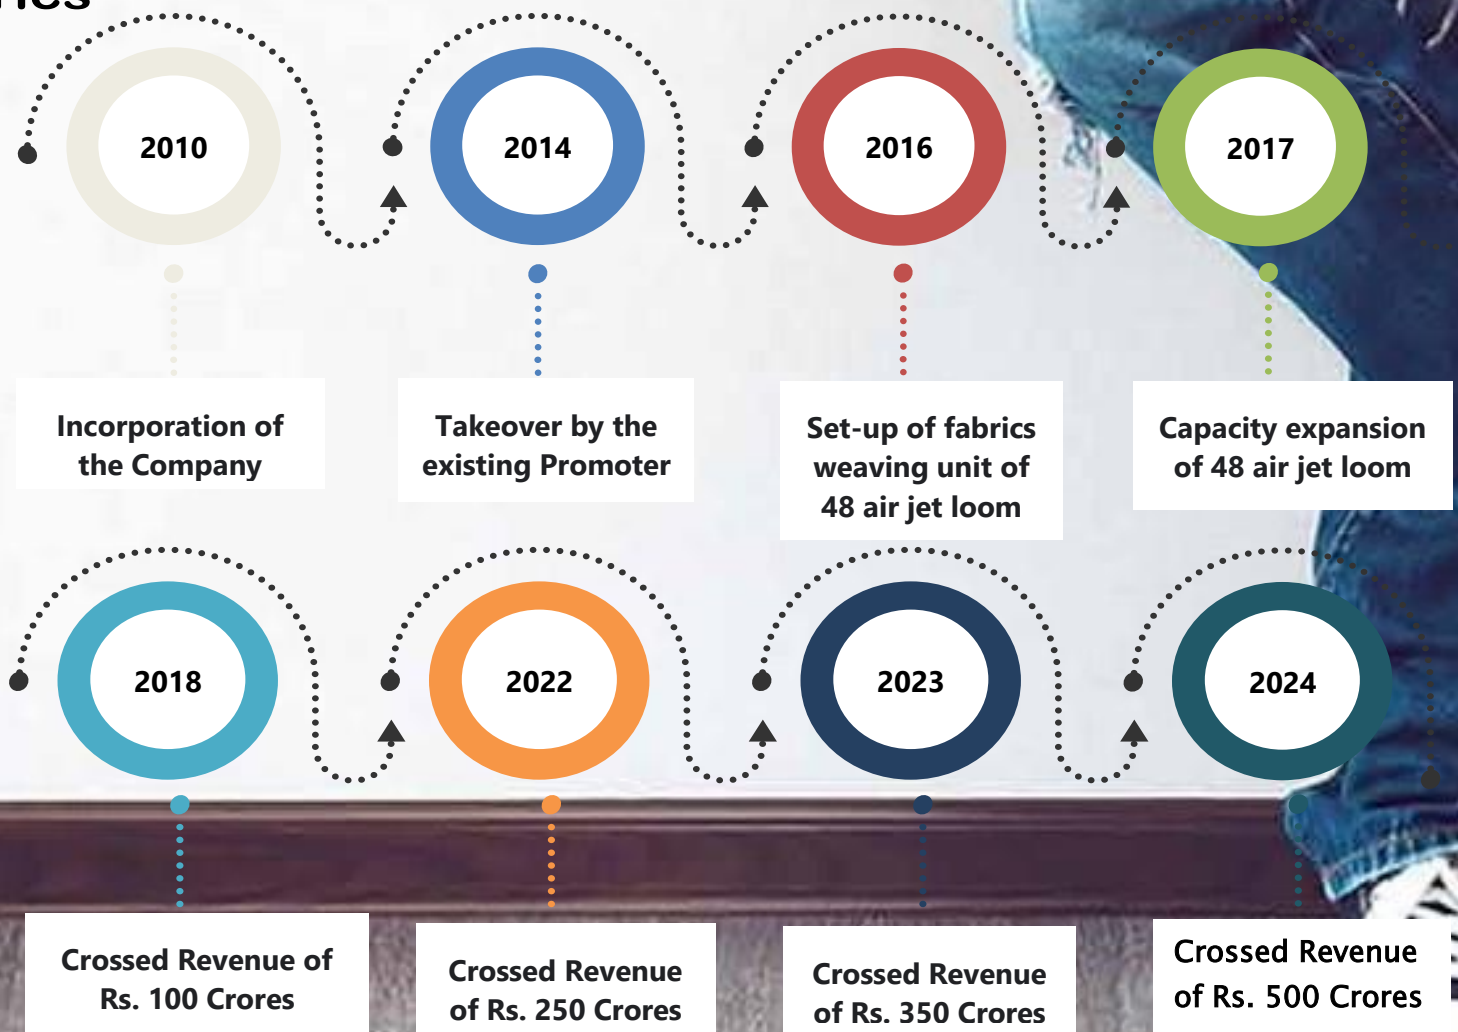 2010
2014
2016
2017
Incorporation of
the Company
Takeover by the
existing Promoter
Set-up of fabrics
weaving unit of
48 air jet loom
Capacity expansion
of 48 air jet loom
2018
2022
2023
2024
Crossed Revenue of
Rs. 100 Crores
Crossed Revenue
of Rs. 250 Crores
Crossed Revenue
of Rs. 350 Crores
Crossed Revenue
of Rs. 500 Crores